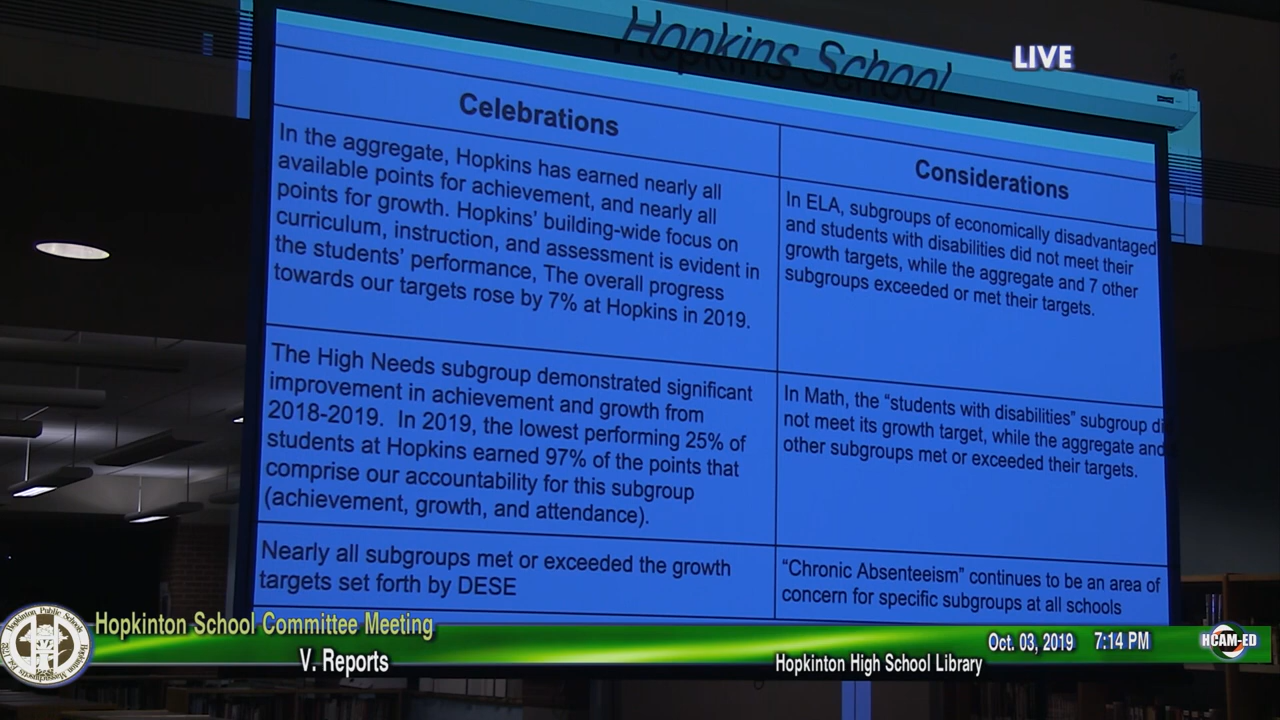 Hopkins School
LIVE
Celebrations
In the aggregate, Hopkins has earned nearly all
available points for achievement, and nearly all
points for growth. Hopkins' building-wide focus on
curriculum, instruction, and assessment is evident in
the students' performance, The overall progress
towards our targets rose by 7% at Hopkins in 2019.
Considerations
In ELA, subgroups of economically disadvantaged
and students with disabilities did not meet their
growth targets, while the aggregate and 7 other
subgroups exceeded or met their targets.
The High Needs subgroup demonstrated significant
improvement in achievement and growth from
2018-2019. In 2019, the lowest performing 25% of
students at Hopkins earned 97% of the points that
comprise our accountability for this subgroup
(achievement, growth, and attendance).
In Math, the "students with disabilities" subgroup di
not meet its growth target, while the aggregate and
other subgroups met or exceeded their targets.
Nearly all subgroups met or exceeded the growth
targets set forth by DESE
"Chronic Absenteeism" continues to be an area of
concern for specific subgroups at all schools
Hopkinton Public Schools
H
Hopkinton School Committee Meeting
V. Reports
Oct. 03, 2019 7:14 PM
Hopkinton High School Library
HCAM-ED